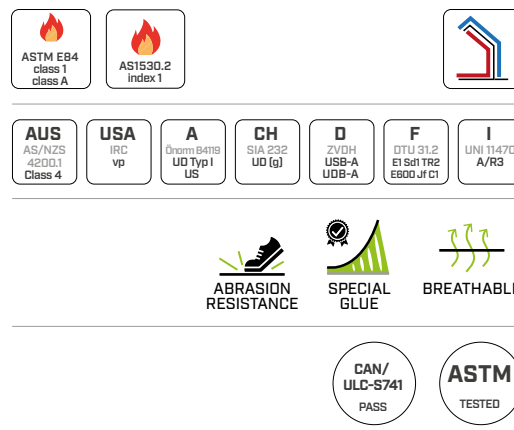 ASTM E84
class 1
class A
AS1530.2
index 1
AUS
AS/NZS
4200.1
Class 4
USA
IRC
vp
A
Önorm B4119
UD Typ I
US
CH
SIA 232
UD (g)
D
ZVDH
USB-A
UDB-A
F
DTU 31.2
E1 Sd1 TR2
E600 Jf C1
I
UNI 11470
A/R3
ABRASION
RESISTANCE
SPECIAL
GLUE
BREATHABLE
CAN/
ULC-S741
PASS
ASTM
TESTED